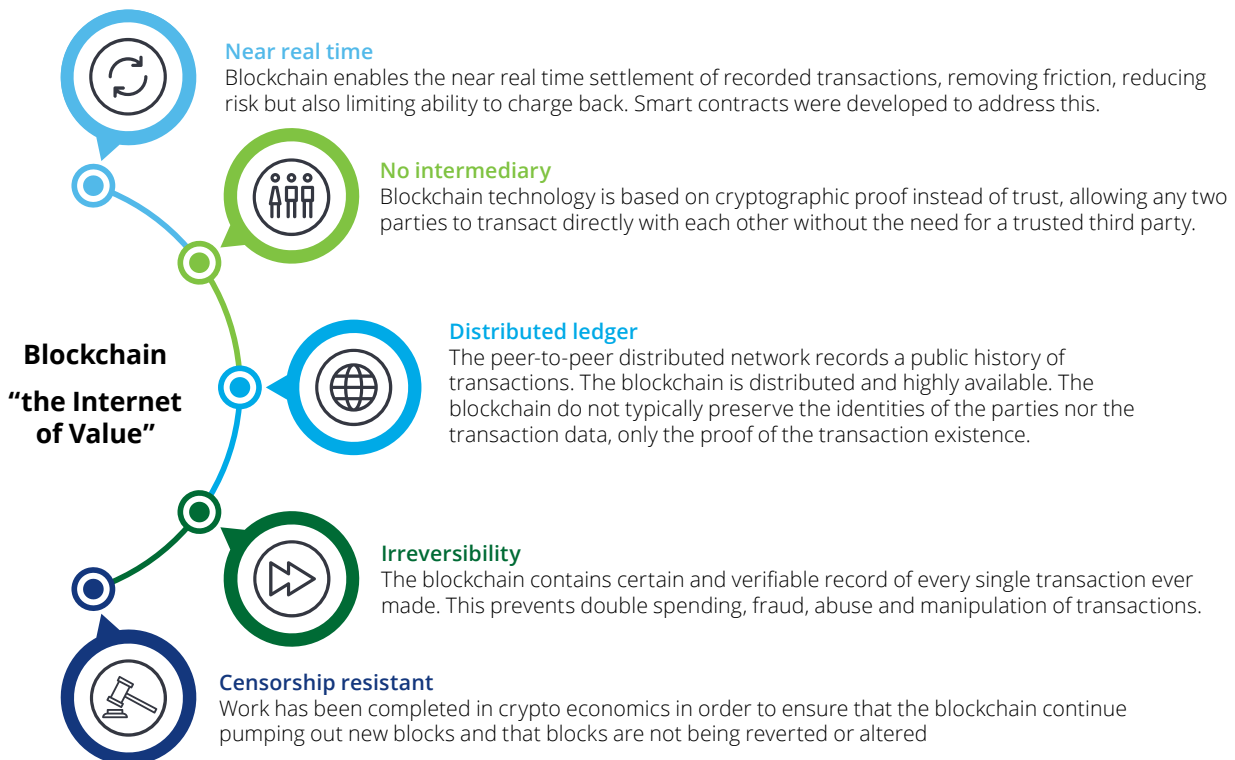 Near real time
Blockchain enables the near real time settlement of recorded transactions, removing friction, reducing
risk but also limiting ability to charge back. Smart contracts were developed to address this.
No intermediary
Blockchain technology is based on cryptographic proof instead of trust, allowing any two
parties to transact directly with each other without the need for a trusted third party.
Blockchain
“the Internet
of Value”
Distributed ledger
The peer-to-peer distributed network records a public history of
transactions. The blockchain is distributed and highly available. The
blockchain do not typically preserve the identities of the parties nor the
transaction data, only the proof of the transaction existence.
Irreversibility
The blockchain contains certain and verifiable record of every single transaction ever
made. This prevents double spending, fraud, abuse and manipulation of transactions.
Censorship resistant
Work has been completed in crypto economics in order to ensure that the blockchain continue
pumping out new blocks and that blocks are not being reverted or altered